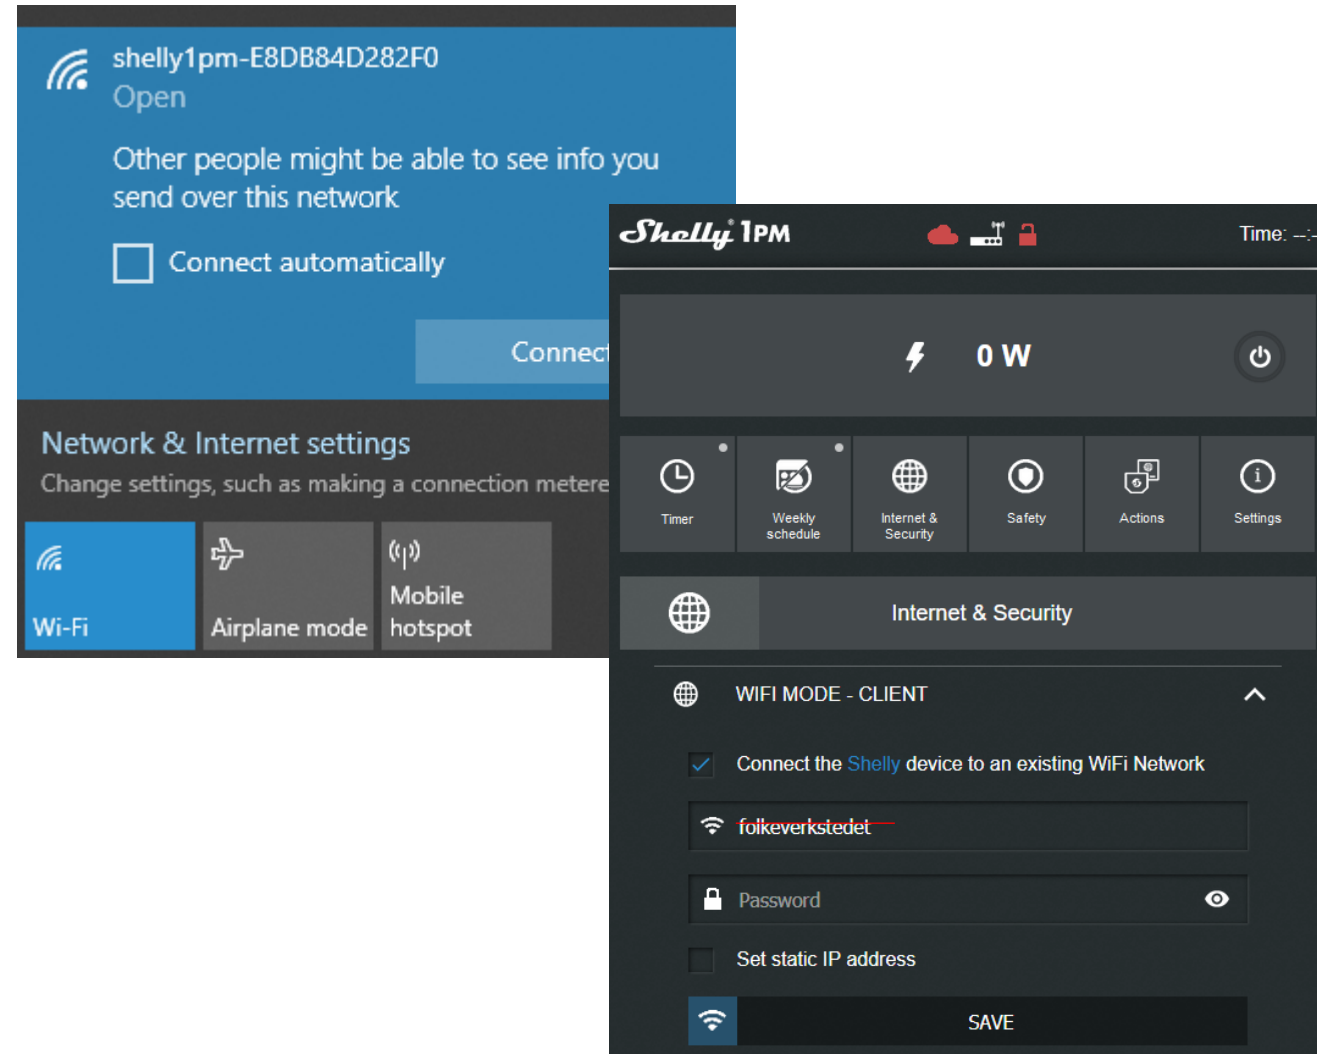 shelly1pm-E8DB84D282F0
Open
Other people might be able to see info you
send over this network
Connect automatically
Connect
Network & Internet settings
Change settings, such as making a connection metere
Wi-Fi
Airplane mode
Mobile
hotspot
Shelly® 1PM
Time: --:-
0 W
Timer
Weekly
schedule
Internet &
Security
Safety
Actions
Settings
Internet & Security
WIFI MODE - CLIENT
Connect the Shelly device to an existing WiFi Network
folkeverkstedet
Password
Set static IP address
SAVE